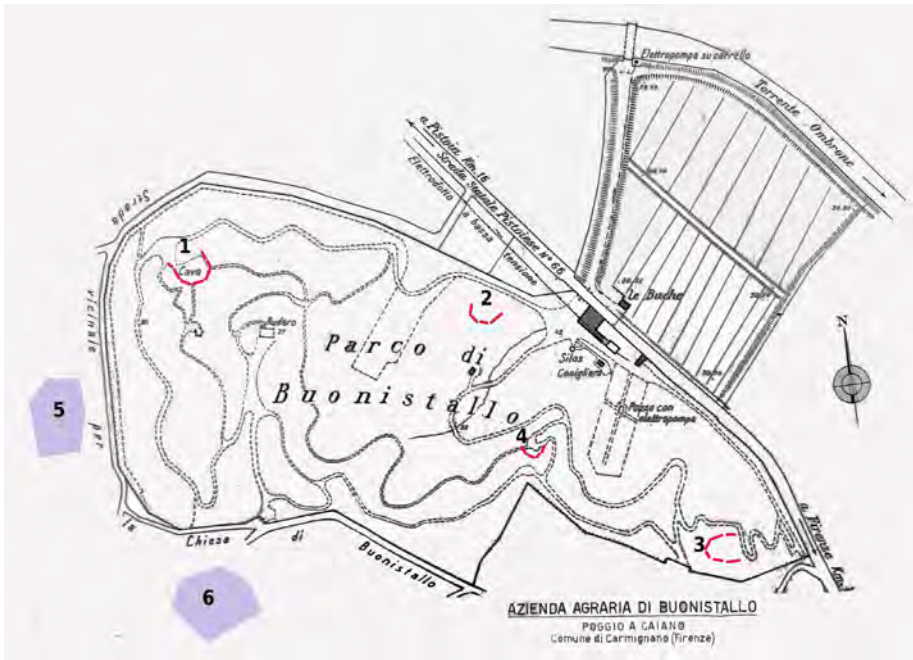 Elettropompa su carrello
Torrente Ombrone
a Pistoia Km. 16
Strada Statale Pistoiese N° 66
Elettrodotto a bassa tensione
Strada vicinale per la Chiesa di Buonistallo
1
Cava
2
le Buche
N
Rudero
Parco di
Buonistallo
Silos
Conigliera
Pozzo con
elettropompa
5
4
3
a Firenze Km.
6
AZIENDA AGRARIA DI BUONISTALLO
POGGIO A CAIANO
Comune di Carmignano (Firenze)